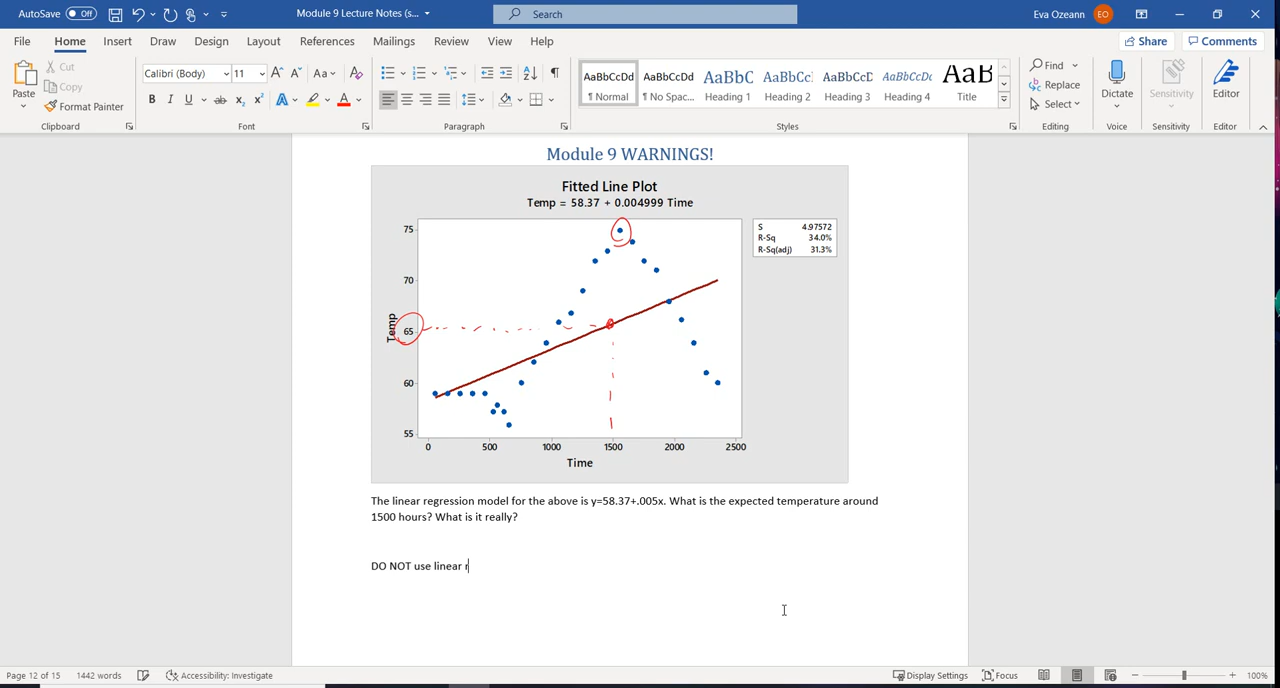 AutoSave Off Module 9 Lecture Notes (s... Search Eva Ozeann EO
File Home Insert Draw Design Layout References Mailings Review View Help Share Comments
Paste Cut Copy Format Painter
Calibri (Body) 11 A A Aa A
B I U ab x2 x2 A A
AaBbCcDd AaBbCcDd AaBbC AaBbCc AaBbCcD AaBbCcDc AaB
¶ Normal ¶ No Spac... Heading 1 Heading 2 Heading 3 Heading 4 Title
Find Replace Select
Dictate Sensitivity Editor
Clipboard Font Paragraph Styles Editing Voice Sensitivity Editor
Module 9 WARNINGS!
Fitted Line Plot
Temp = 58.37 + 0.004999 Time
S 4.97572
R-Sq 34.0%
R-Sq(adj) 31.3%
75
70
65
60
55
Temp
0 500 1000 1500 2000 2500
Time
The linear regression model for the above is y=58.37+.005x. What is the expected temperature around
1500 hours? What is it really?
DO NOT use linear r
Page 12 of 15 1442 words Accessibility: Investigate Display Settings Focus 100%